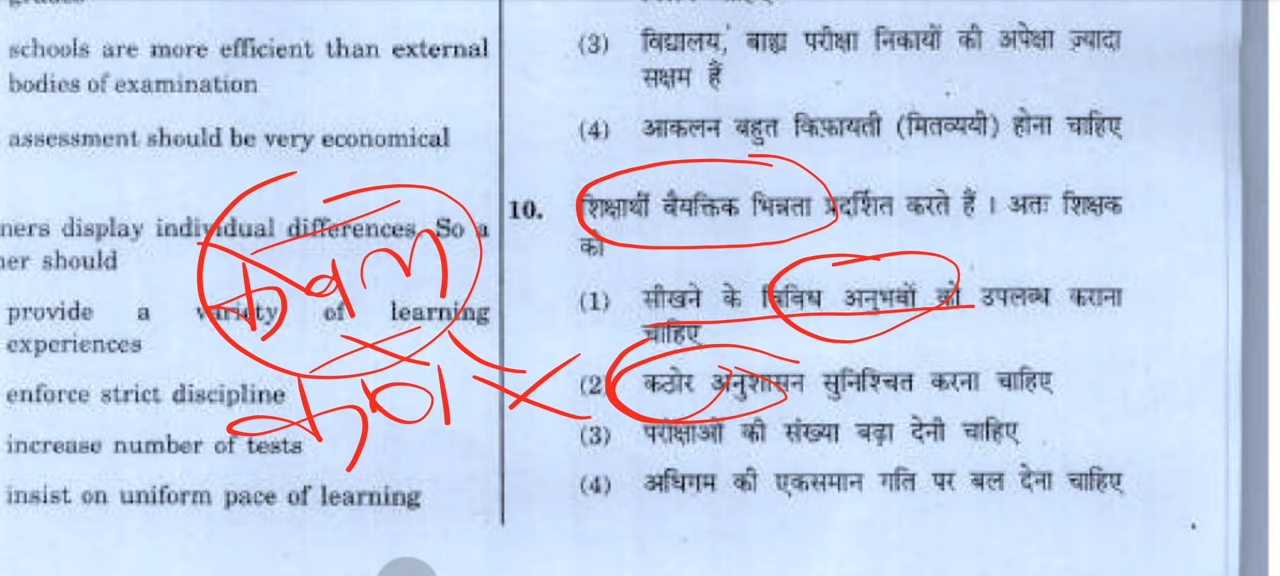 schools are more efficient than external
bodies of examination
assessment should be very economical
ners display individual differences. So a
ner should
provide a variety of learning
experiences
enforce strict discipline
increase number of tests
insist on uniform pace of learning
(3) विद्यालय, बाह्य परीक्षा निकायों की अपेक्षा ज़्यादा
सक्षम हैं
(4) आकलन बहुत किफ़ायती (मितव्ययी) होना चाहिए
10. शिक्षार्थी वैयक्तिक भिन्नता प्रदर्शित करते हैं । अतः शिक्षक
को
(1) सीखने के विविध अनुभवों को उपलब्ध कराना
चाहिए
(2) कठोर अनुशासन सुनिश्चित करना चाहिए
(3) परीक्षाओं की संख्या बढ़ा देनी चाहिए
(4) अधिगम की एकसमान गति पर बल देना चाहिए